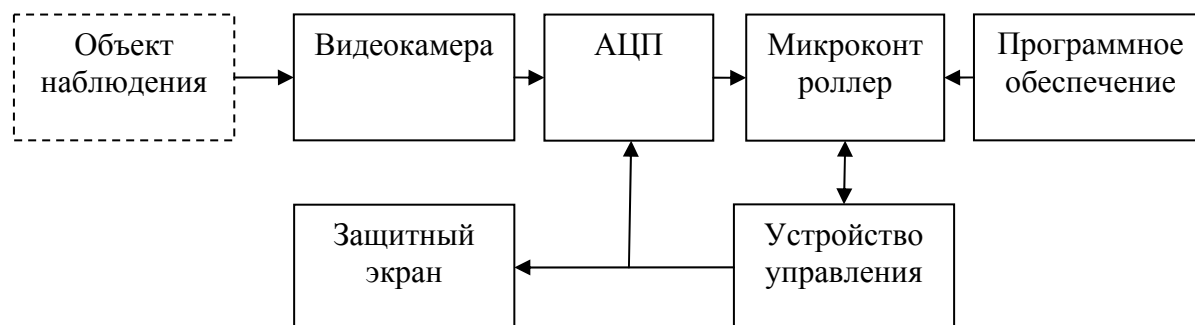 Объект
наблюдения
Видеокамера
АЦП
Микроконт
роллер
Программное
обеспечение
Защитный
экран
Устройство
управления